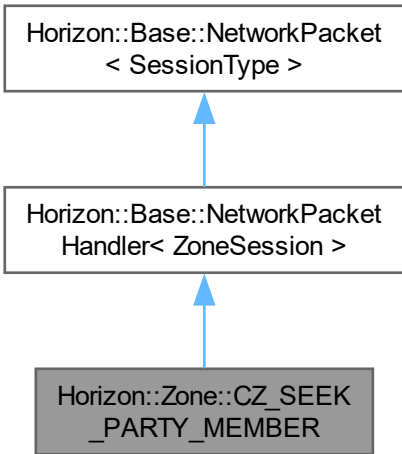 Horizon::Base::NetworkPacket
< SessionType >
Horizon::Base::NetworkPacket
Handler< ZoneSession >
Horizon::Zone::CZ_SEEK
_PARTY_MEMBER